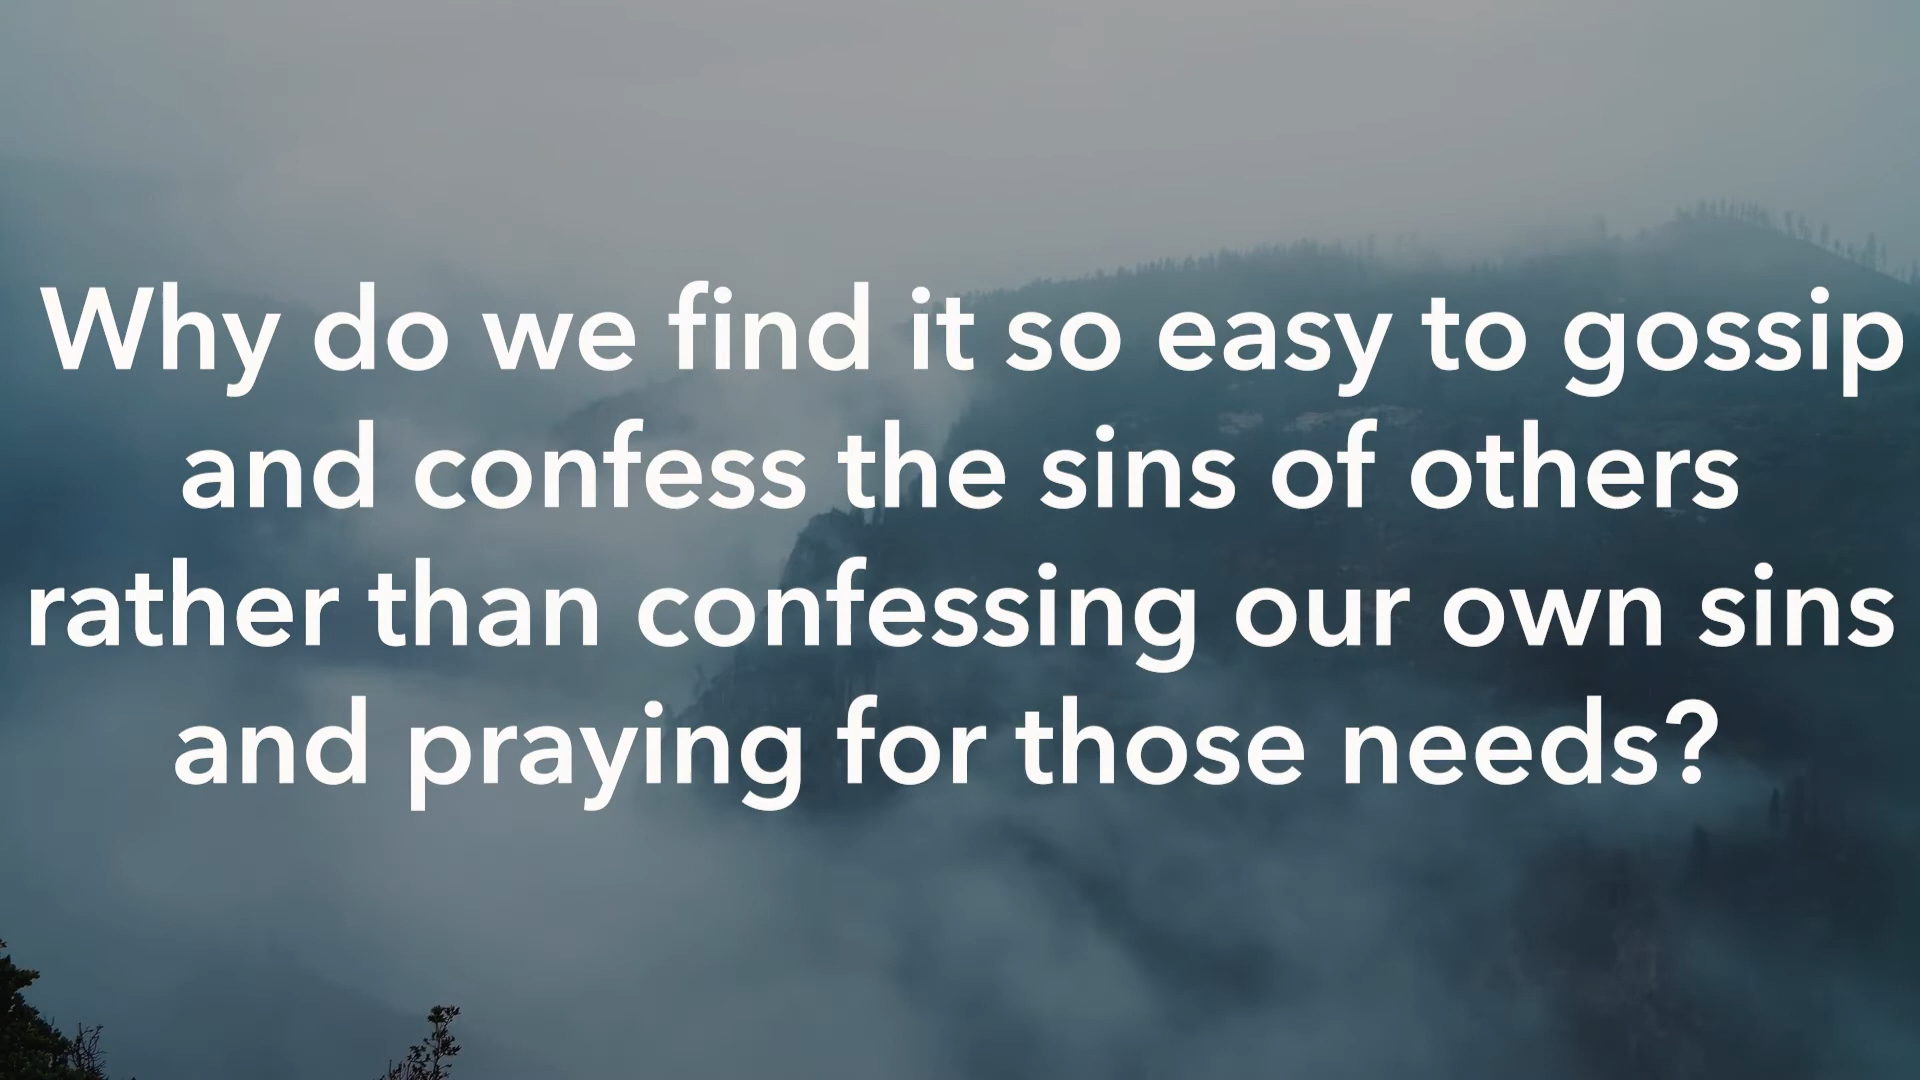 Why do we find it so easy to gossip
and confess the sins of others
rather than confessing our own sins
and praying for those needs?